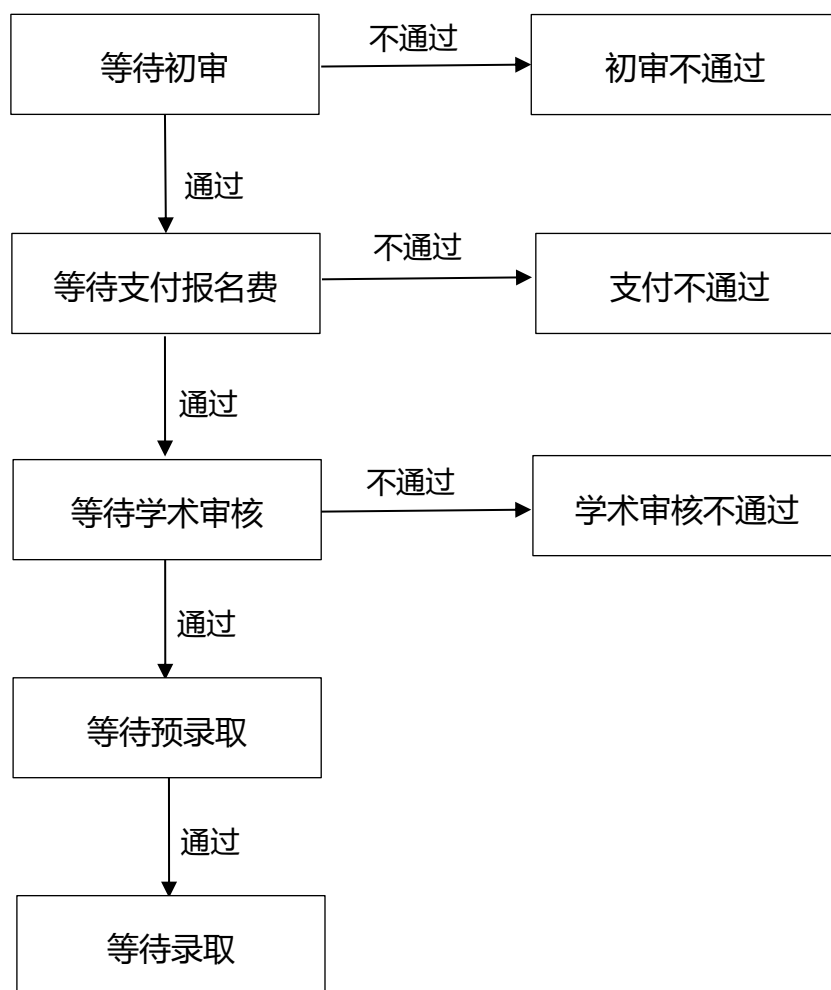 等待初审
不通过
初审不通过
通过
等待支付报名费
不通过
支付不通过
通过
等待学术审核
不通过
学术审核不通过
通过
等待预录取
通过
等待录取